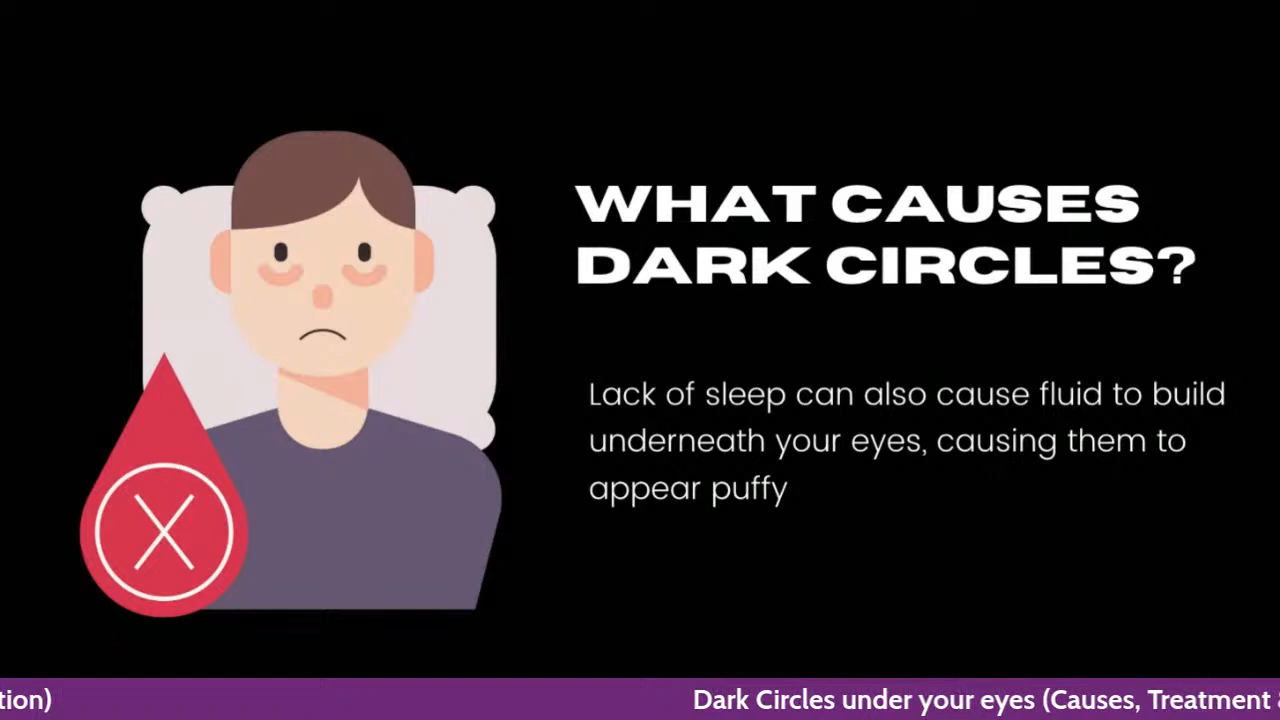 WHAT CAUSES
DARK CIRCLES?
Lack of sleep can also cause fluid to build
underneath your eyes, causing them to
appear puffy
tion) Dark Circles under your eyes (Causes, Treatment